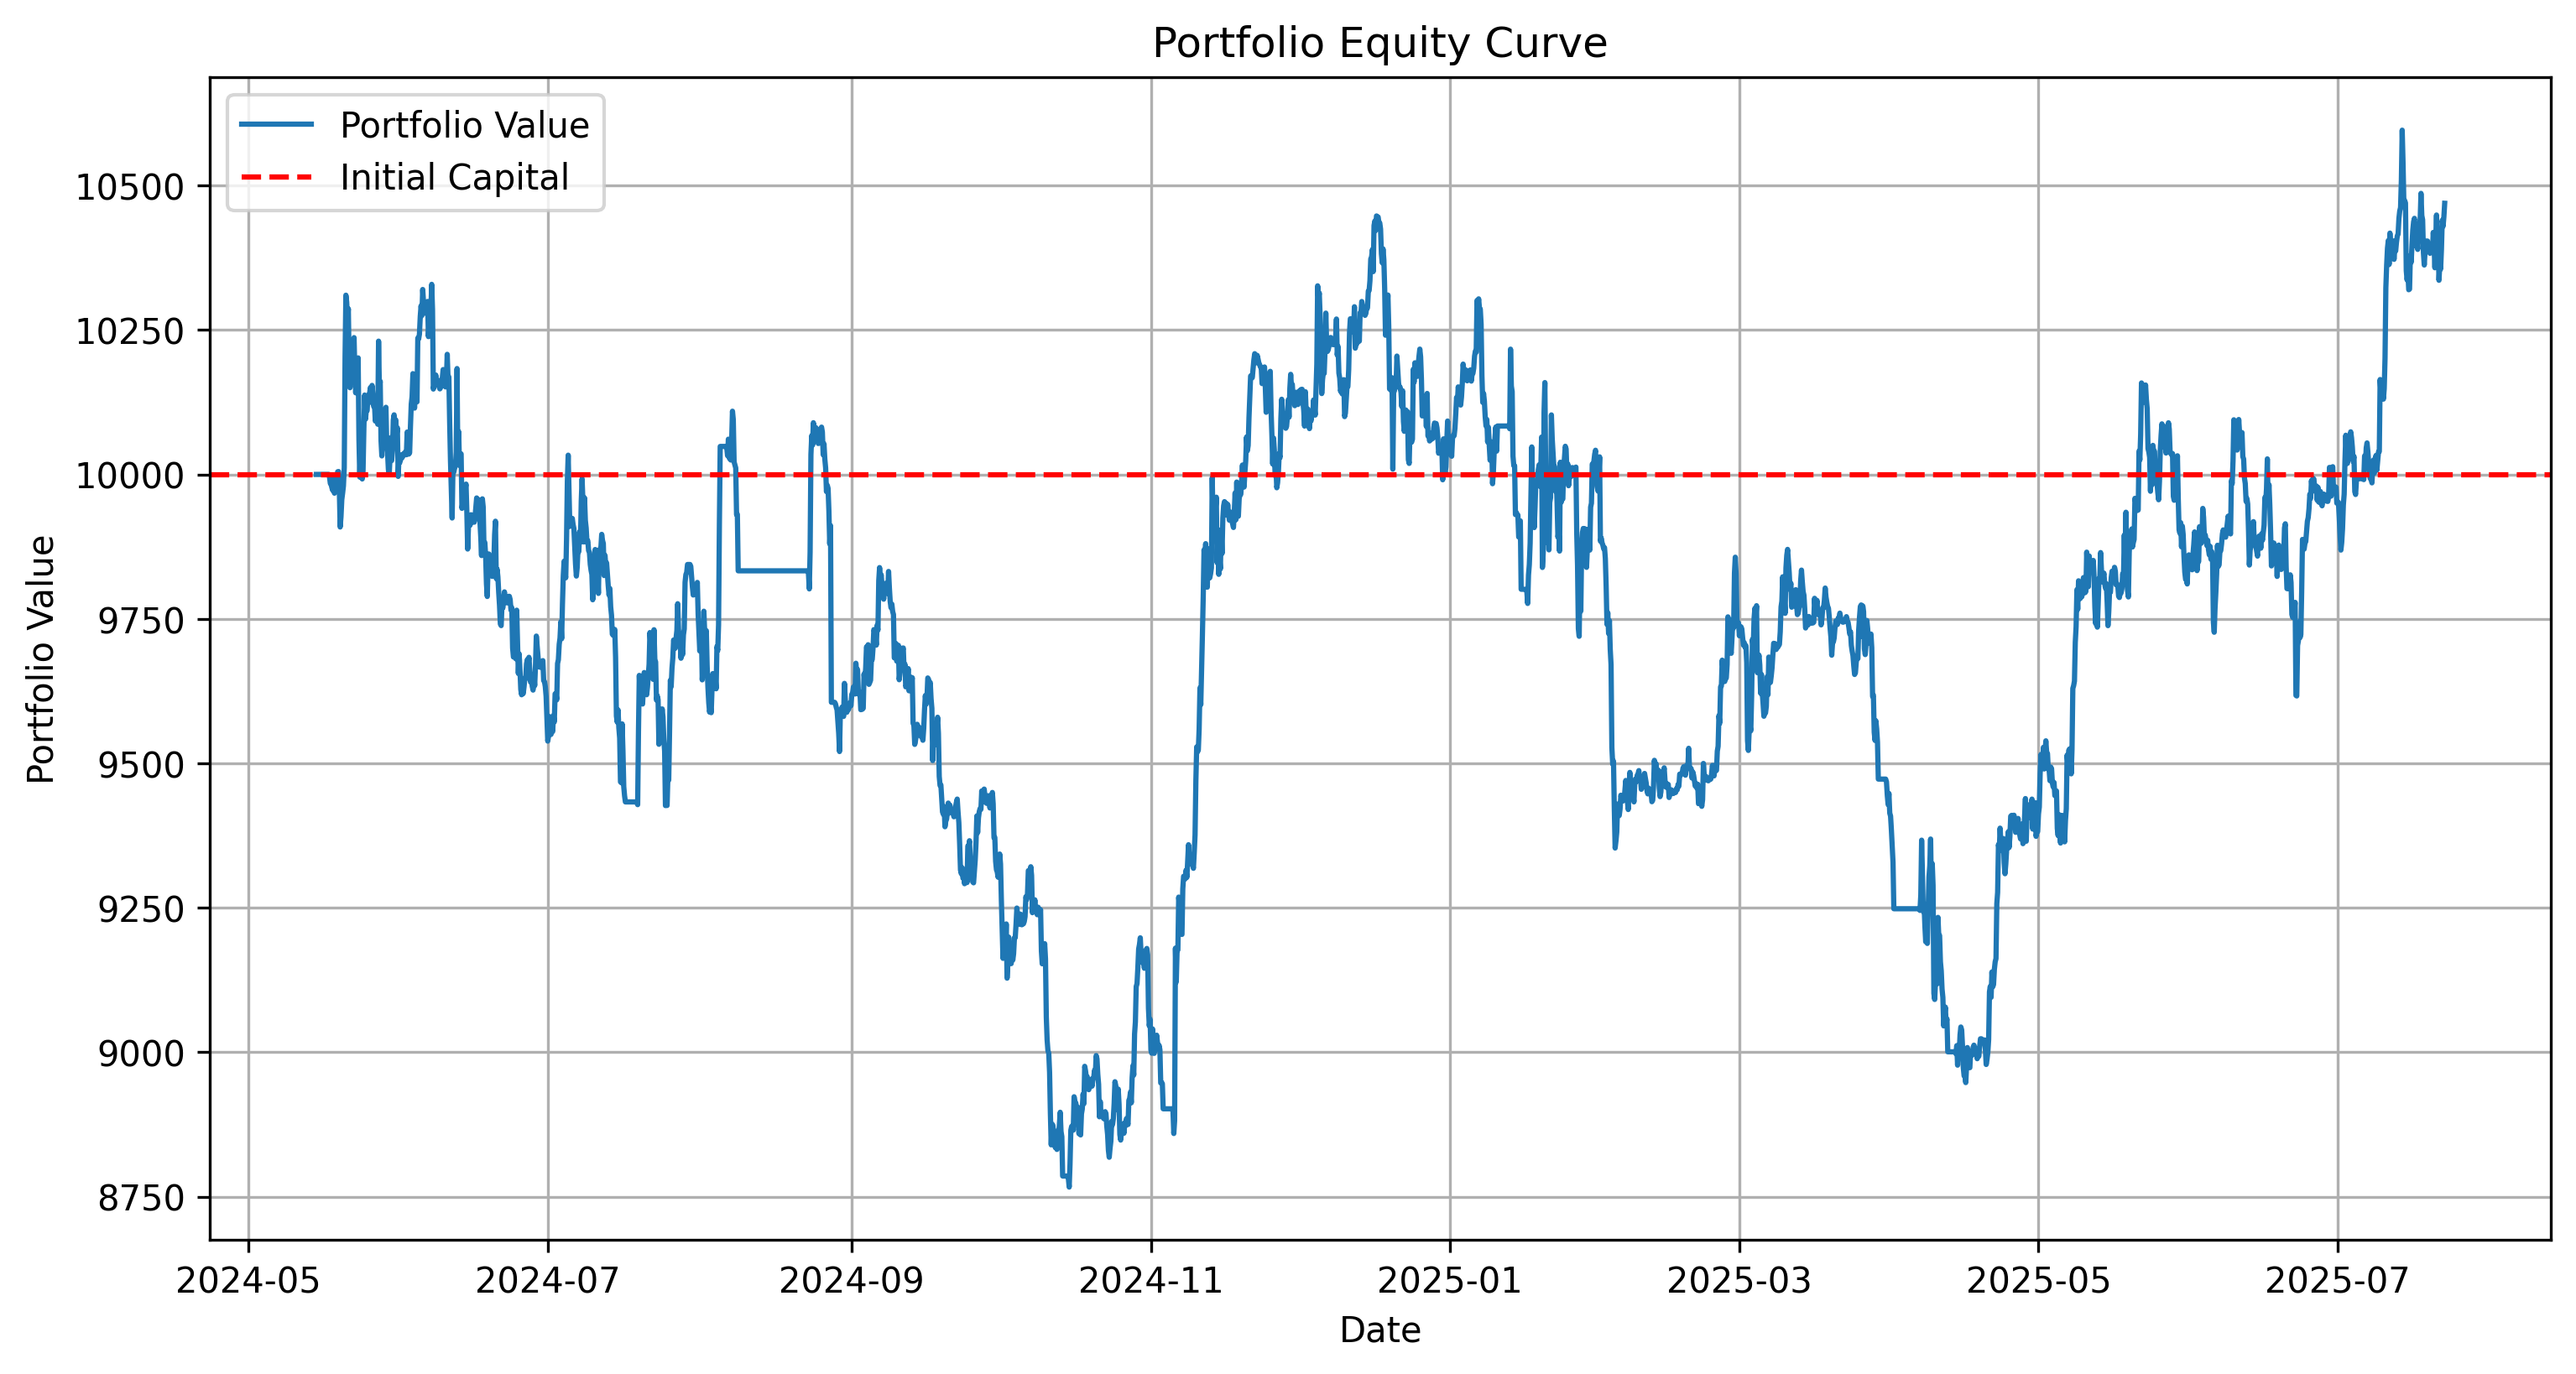 Portfolio Equity Curve
Portfolio Value
Initial Capital
Portfolio Value
10500
10250
10000
9750
9500
9250
9000
8750
2024-05 2024-07 2024-09 2024-11 2025-01 2025-03 2025-05 2025-07
Date